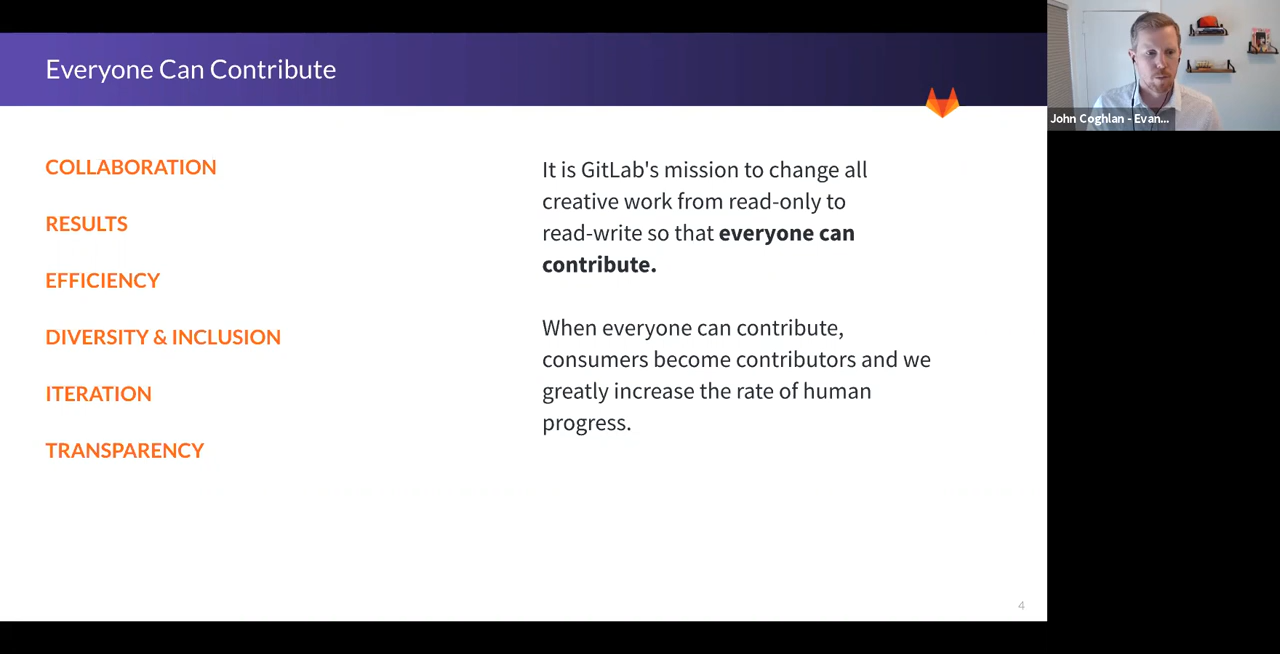 Everyone Can Contribute
COLLABORATION
RESULTS
EFFICIENCY
DIVERSITY & INCLUSION
ITERATION
TRANSPARENCY
It is GitLab's mission to change all
creative work from read-only to
read-write so that everyone can
contribute.
When everyone can contribute,
consumers become contributors and we
greatly increase the rate of human
progress.
4
John Coghlan - Evan...